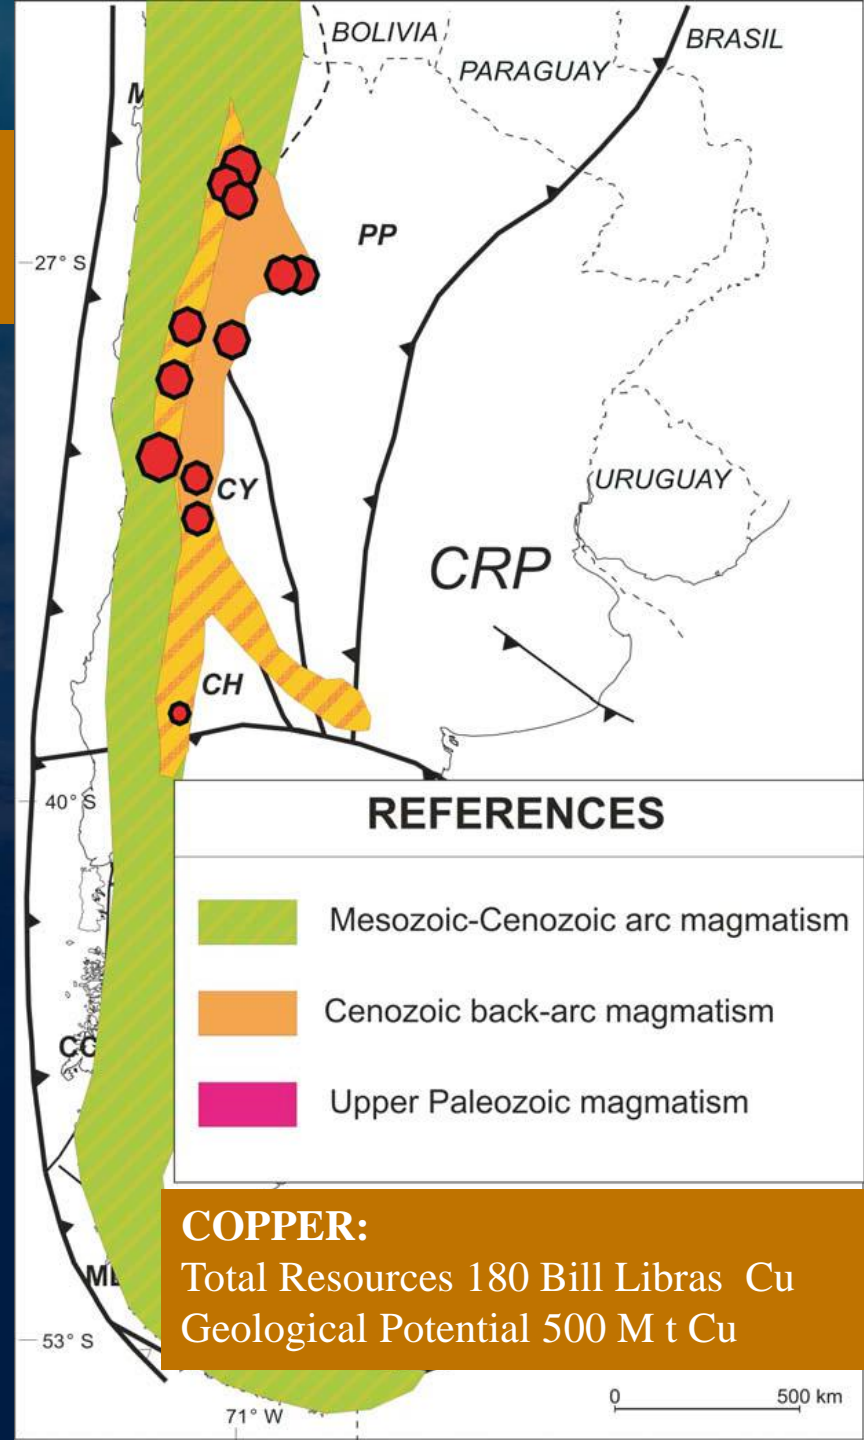 BOLIVIA
BRASIL
PARAGUAY
PP
27° S
CY
URUGUAY
CRP
CH
40° S
REFERENCES
Mesozoic-Cenozoic arc magmatism
Cenozoic back-arc magmatism
Upper Paleozoic magmatism
COPPER:
Total Resources 180 Bill Libras Cu
Geological Potential 500 M t Cu
53° S
0 500 km
71° W